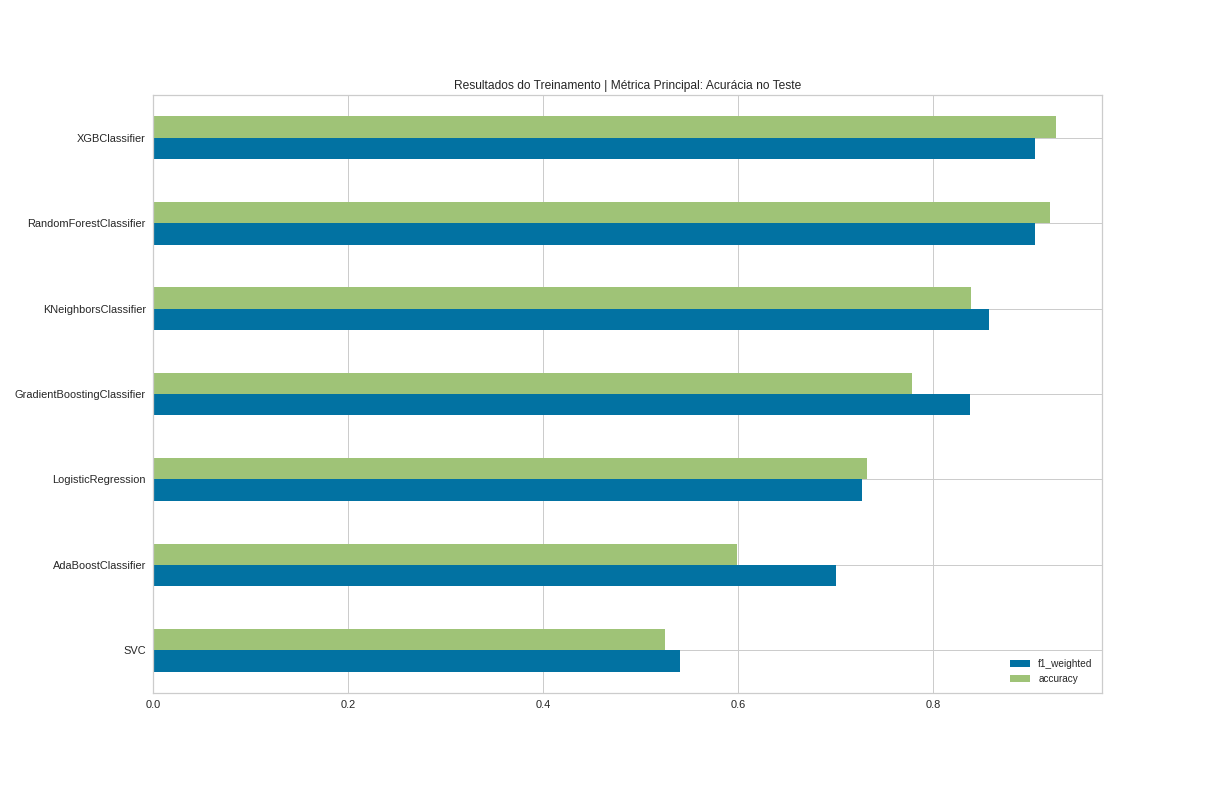 Resultados do Treinamento | Métrica Principal: Acurácia no Teste
XGBClassifier
RandomForestClassifier
KNeighborsClassifier
GradientBoostingClassifier
LogisticRegression
AdaBoostClassifier
SVC
f1_weighted
accuracy
0.0 0.2 0.4 0.6 0.8